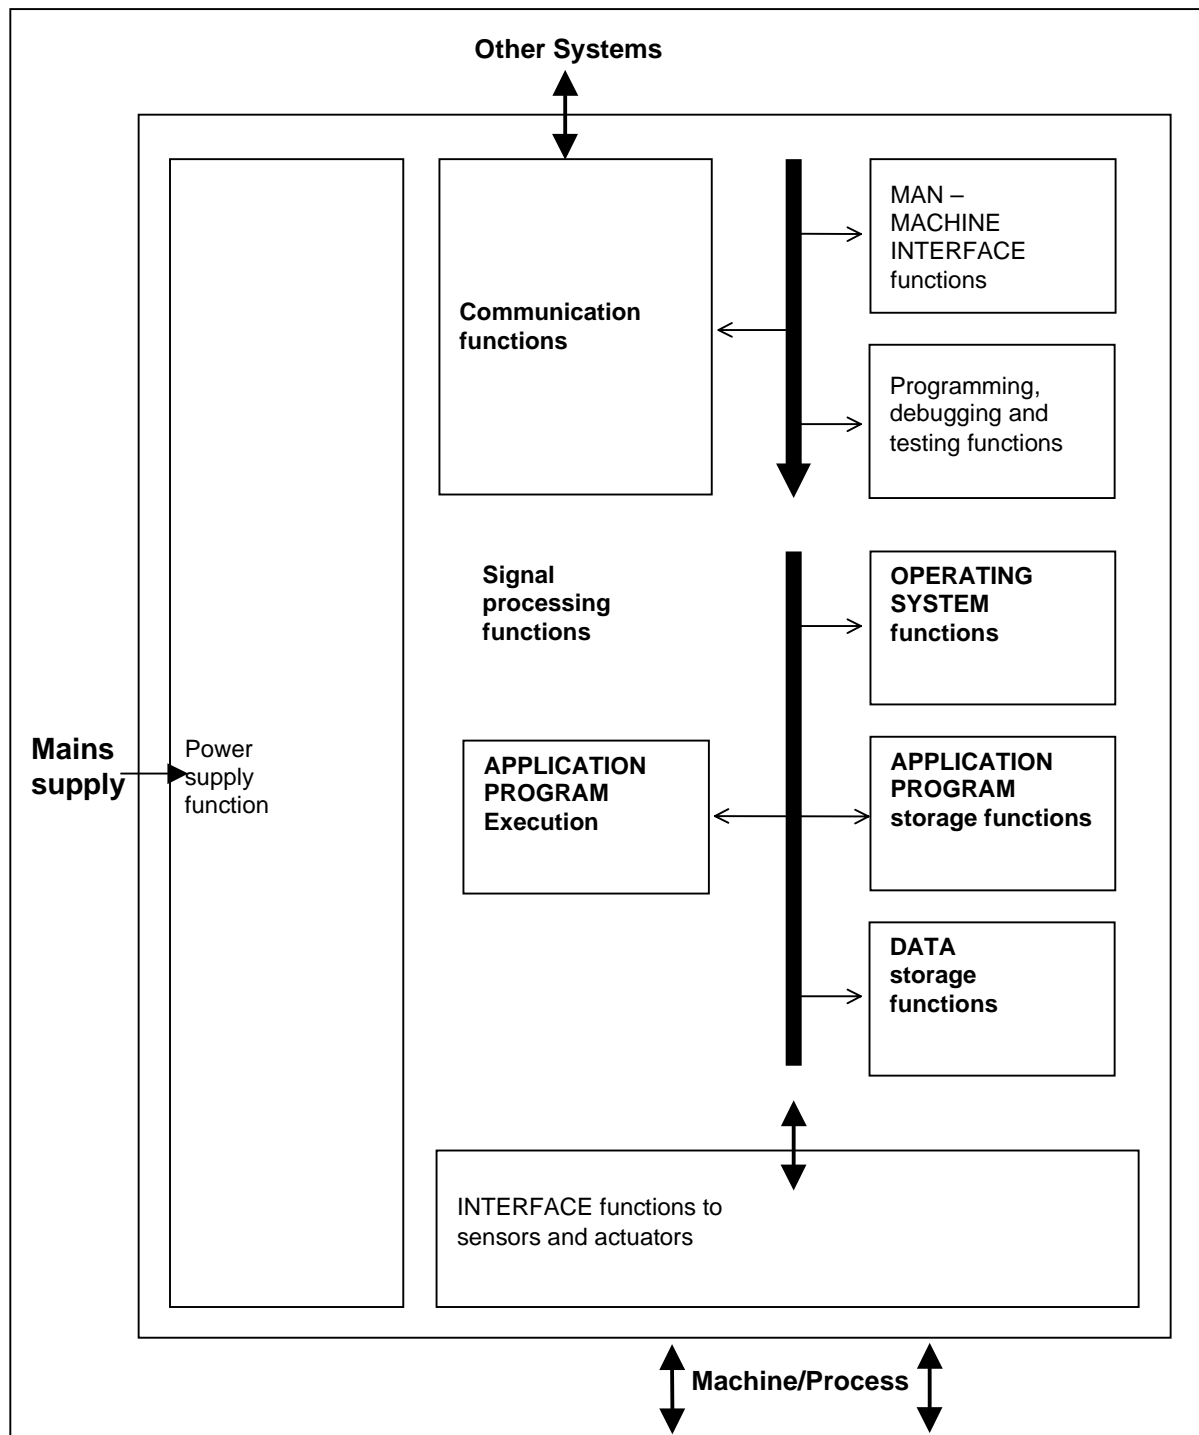 Other Systems
MAN –
MACHINE
INTERFACE
functions
Communication
functions
Programming,
debugging and
testing functions
Signal
processing
functions
OPERATING
SYSTEM
functions
Mains
supply
Power
supply
function
APPLICATION
PROGRAM
Execution
APPLICATION
PROGRAM
storage functions
DATA
storage
functions
INTERFACE functions to
sensors and actuators
Machine/Process